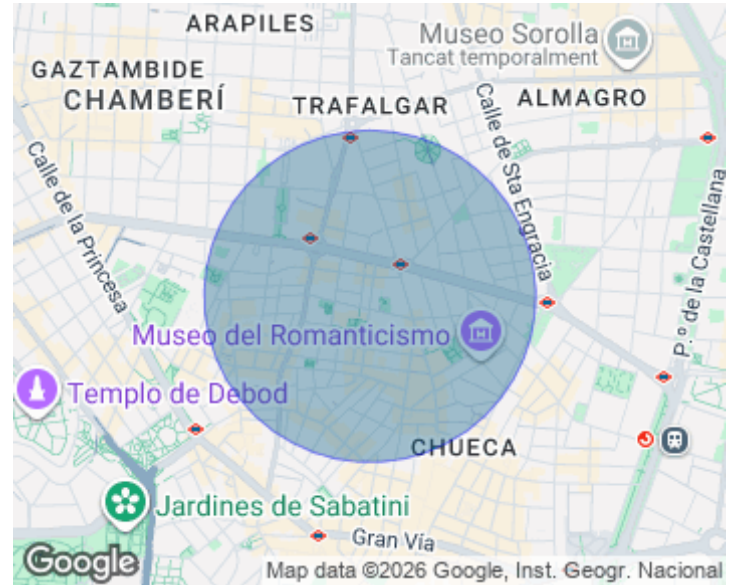 ARAPILES
Museo Sorolla
Tancat temporalment
GAZTAMBIDE
CHAMBERÍ
TRAFALGAR
ALMAGRO
Calle de Sta Engracia
Calle de la Princesa
P.º de la Castellana
Museo del Romanticismo
Templo de Debod
CHUECA
Jardines de Sabatini
Gran Vía
Google
Map data ©2026 Google, Inst. Geogr. Nacional